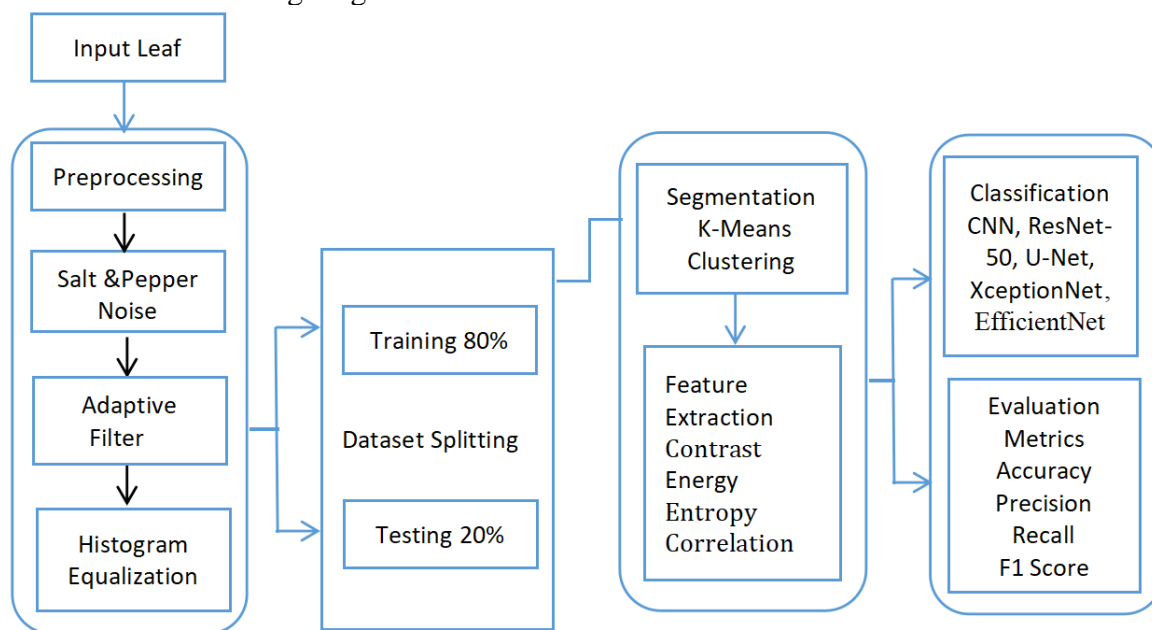 Input Leaf
Preprocessing
Salt &Pepper
Noise
Adaptive
Filter
Histogram
Equalization
Training 80%
Dataset Splitting
Testing 20%
Segmentation
K-Means
Clustering
Feature
Extraction
Contrast
Energy
Entropy
Correlation
Classification
CNN, ResNet-
50, U-Net,
XceptionNet,
EfficientNet
Evaluation
Metrics
Accuracy
Precision
Recall
F1 Score